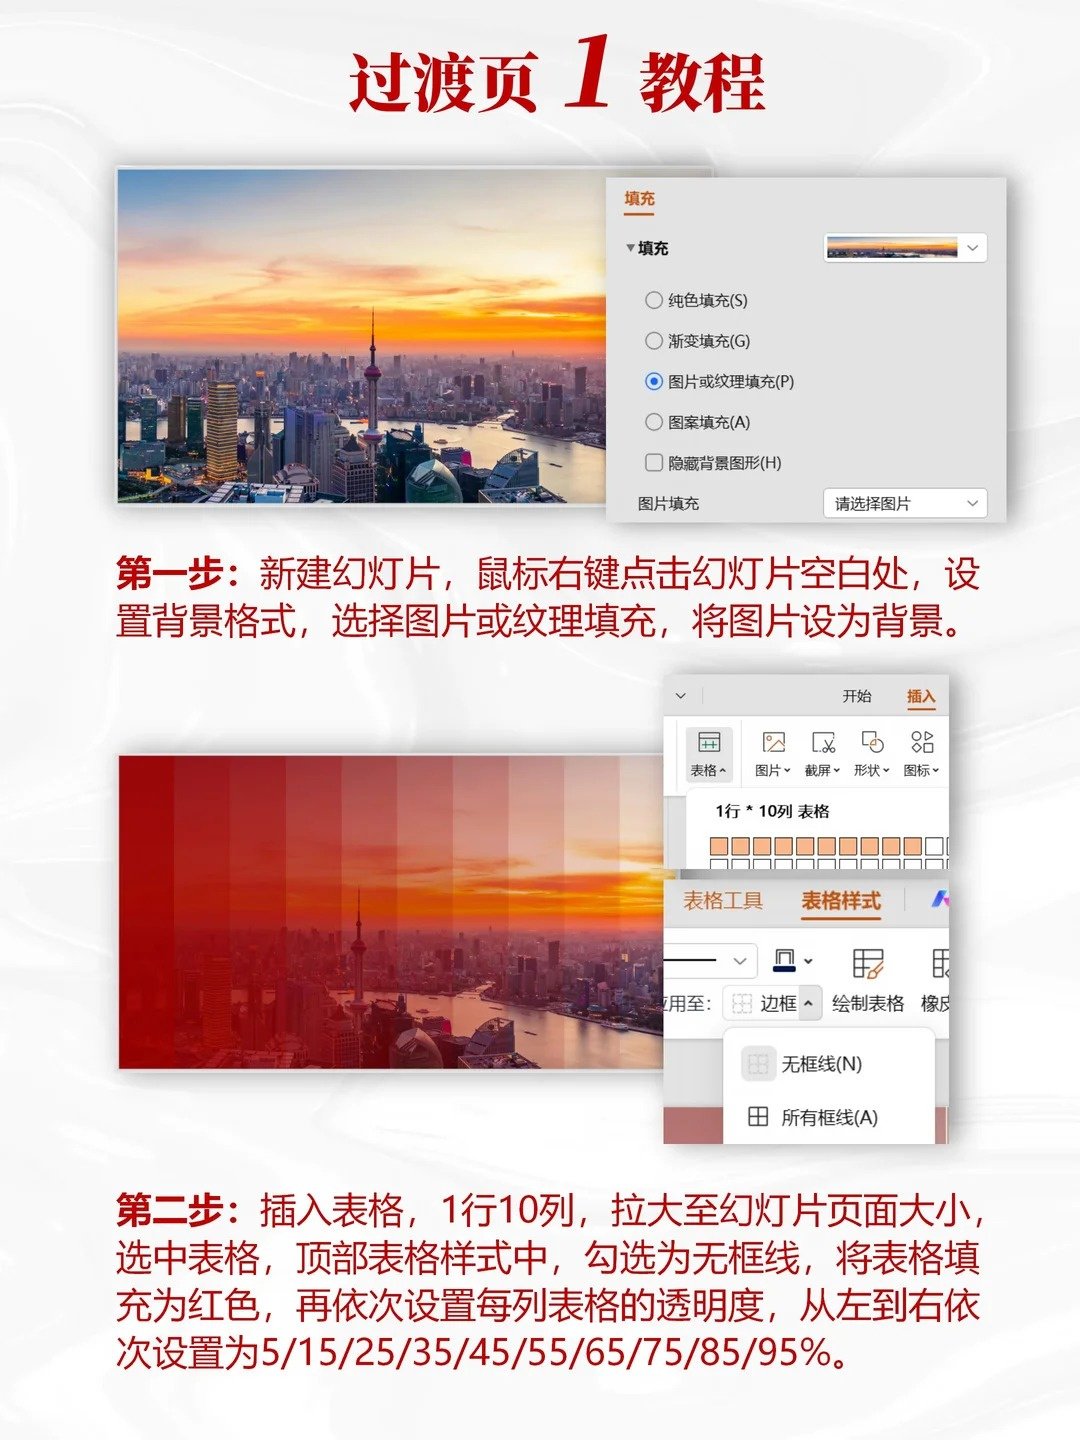 过渡页 1 教程
填充
填充
纯色填充(S)
渐变填充(G)
图片或纹理填充(P)
图案填充(A)
隐藏背景图形(H)
图片填充
请选择图片
第一步：新建幻灯片，鼠标右键点击幻灯片空白处，设
置背景格式，选择图片或纹理填充，将图片设为背景。
开始
插入
表格
图片
截屏
形状
图标
1行 * 10列 表格
表格工具
表格样式
用至：
边框
绘制表格
橡皮
无框线(N)
所有框线(A)
第二步：插入表格，1行10列，拉大至幻灯片页面大小，
选中表格，顶部表格样式中，勾选为无框线，将表格填
充为红色，再依次设置每列表格的透明度，从左到右依
次设置为5/15/25/35/45/55/65/75/85/95%。